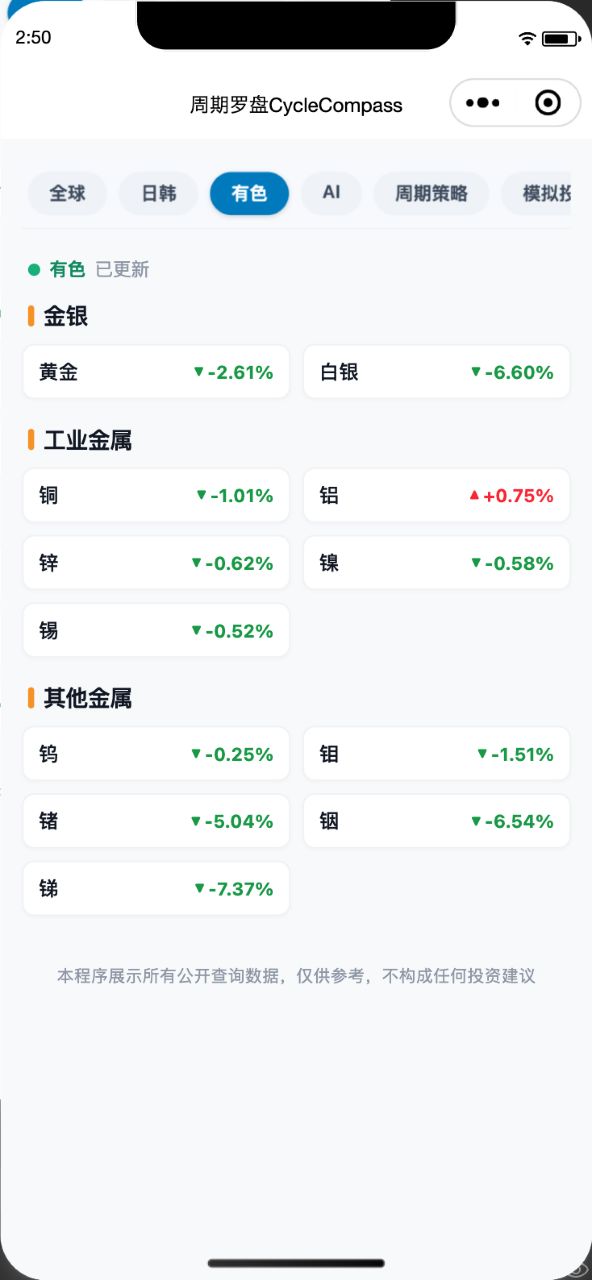 2:50
周期罗盘CycleCompass
全球 日韩 有色 AI 周期策略 模拟投
有色 已更新
金银
黄金 ▼-2.61% 白银 ▼-6.60%
工业金属
铜 ▼-1.01% 铝 ▲+0.75%
锌 ▼-0.62% 镍 ▼-0.58%
锡 ▼-0.52%
其他金属
钨 ▼-0.25% 钼 ▼-1.51%
锗 ▼-5.04% 铟 ▼-6.54%
锑 ▼-7.37%
本程序展示所有公开查询数据，仅供参考，不构成任何投资建议